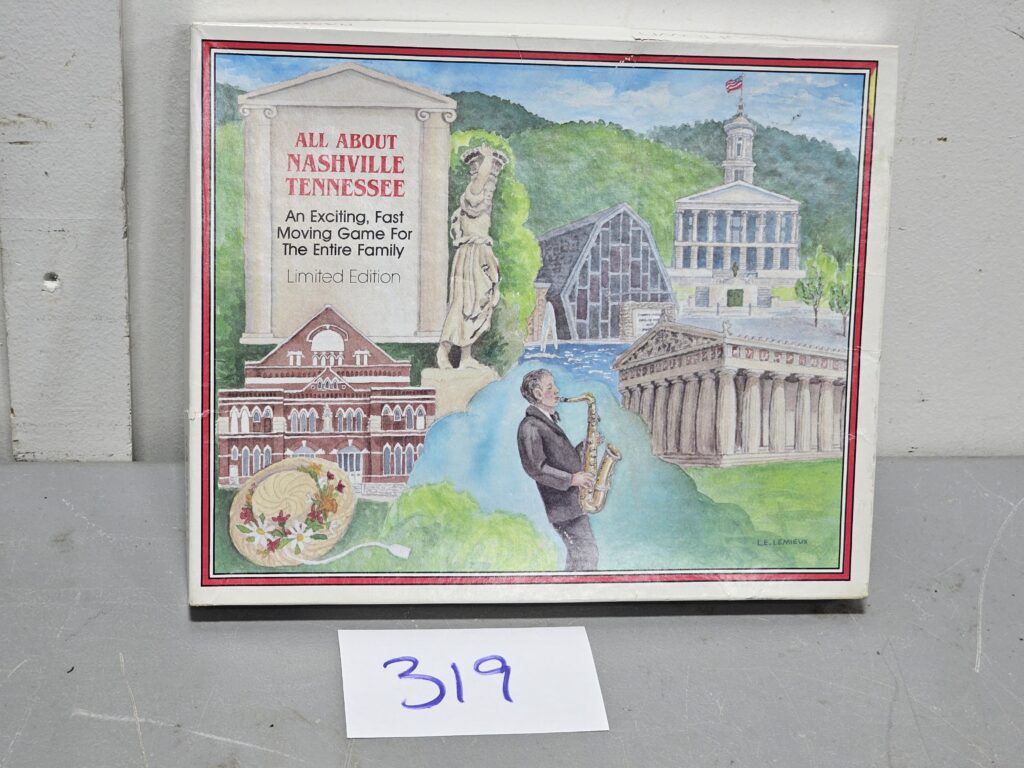 ALL ABOUT
NASHVILLE
TENNESSEE
An Exciting, Fast
Moving Game For
The Entire Family
Limited Edition
L.E. LEMIEUX
319